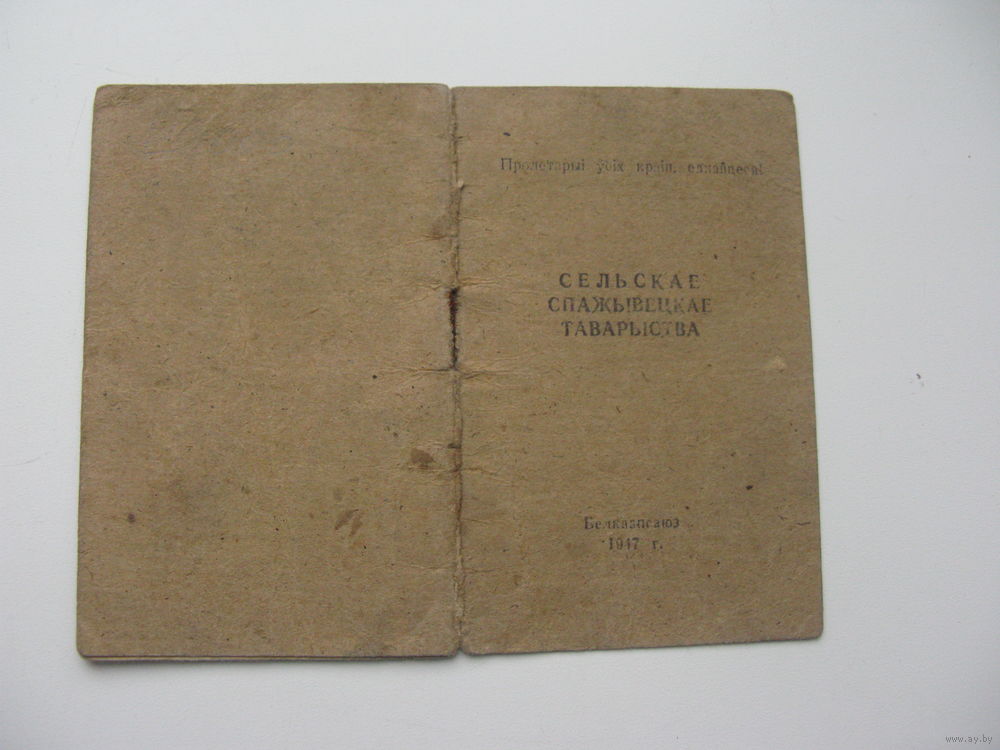 Пролетарыі ўсіх краін, еднайцеся!
СЕЛЬСКАЕ
СПАЖЫВЕЦКАЕ
ТАВАРЫСТВА
Белкаапсаюз
1947 г.
www.ay.by